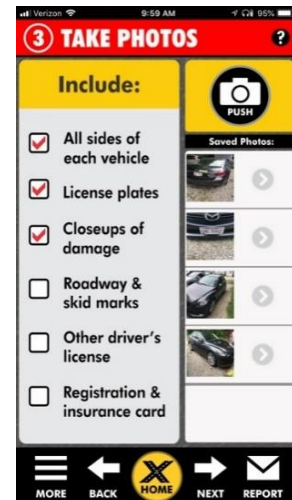 Verizon 9:59 AM 95%
3 TAKE PHOTOS ?
Include:
All sides of
each vehicle
License plates
Closeups of
damage
Roadway &
skid marks
Other driver's
license
Registration &
insurance card
PUSH
Saved Photos:
MORE BACK HOME NEXT REPORT